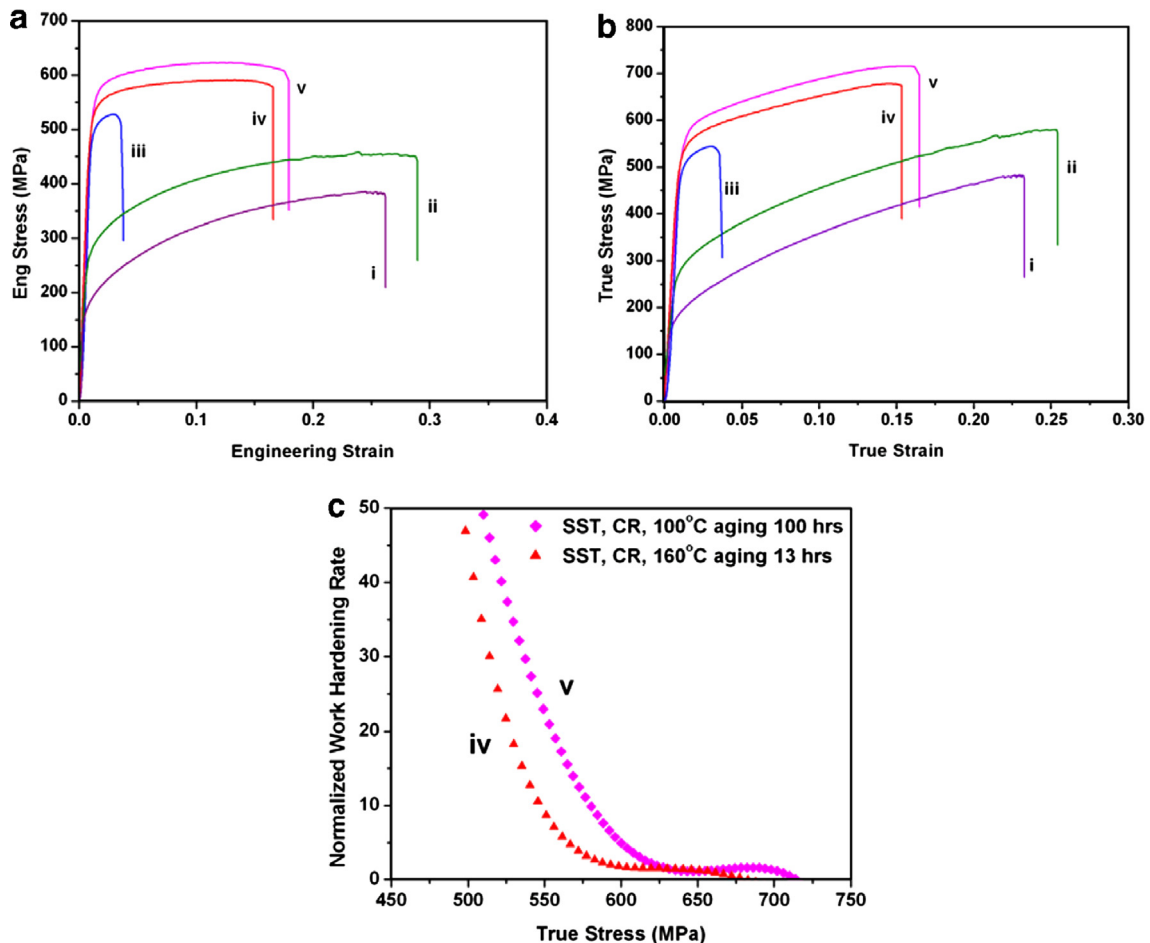 a
700
600
500
400
300
200
100
0
Eng Stress (MPa)
0.0
0.1
0.2
0.3
0.4
Engineering Strain
v
iv
iii
ii
i
b
800
700
600
500
400
300
200
100
0
True Stress (MPa)
0.00
0.05
0.10
0.15
0.20
0.25
0.30
True Strain
v
iv
iii
ii
i
c
50
40
30
20
10
0
Normalized Work Hardening Rate
SST, CR, 100°C aging 100 hrs
SST, CR, 160°C aging 13 hrs
v
iv
450
500
550
600
650
700
750
True Stress (MPa)